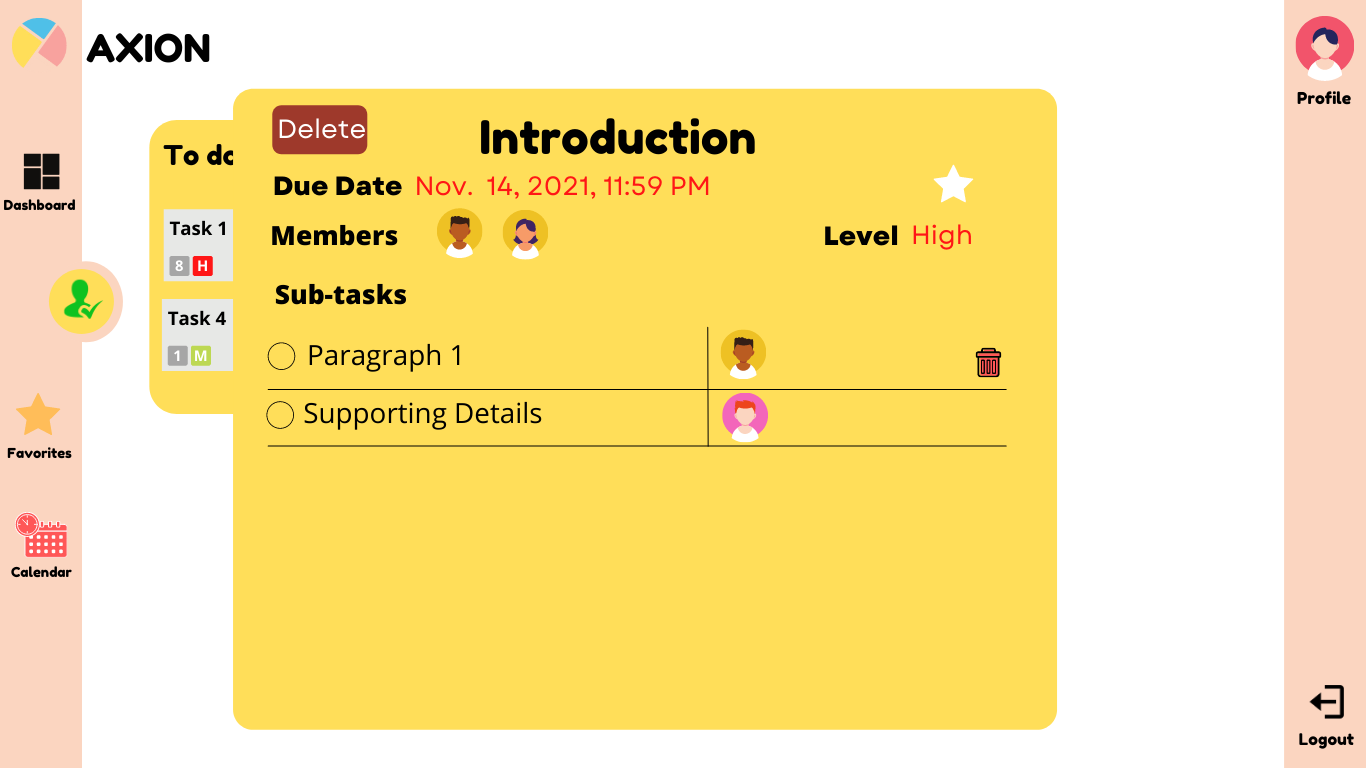 AXION
Profile
Dashboard
Favorites
Calendar
Logout
To do
Task 1
8 H
Task 4
1 M
Delete
Introduction
Due Date Nov. 14, 2021, 11:59 PM
Members
Level High
Sub-tasks
Paragraph 1
Supporting Details